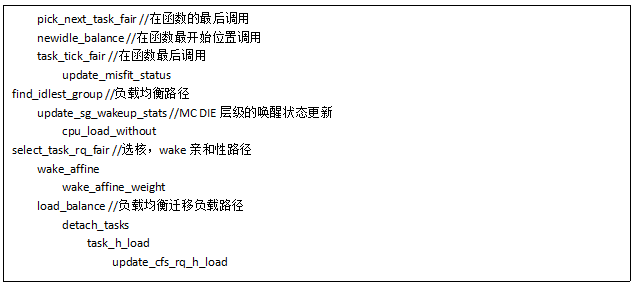 pick_next_task_fair //在函数的最后调用
newidle_balance //在函数最开始位置调用
task_tick_fair //在函数最后调用
update_misfit_status
find_idlest_group //负载均衡路径
update_sg_wakeup_stats //MC DIE 层级的唤醒状态更新
cpu_load_without
select_task_rq_fair //选核，wake 亲和性路径
wake_affine
wake_affine_weight
load_balance //负载均衡迁移负载路径
detach_tasks
task_h_load
update_cfs_rq_h_load